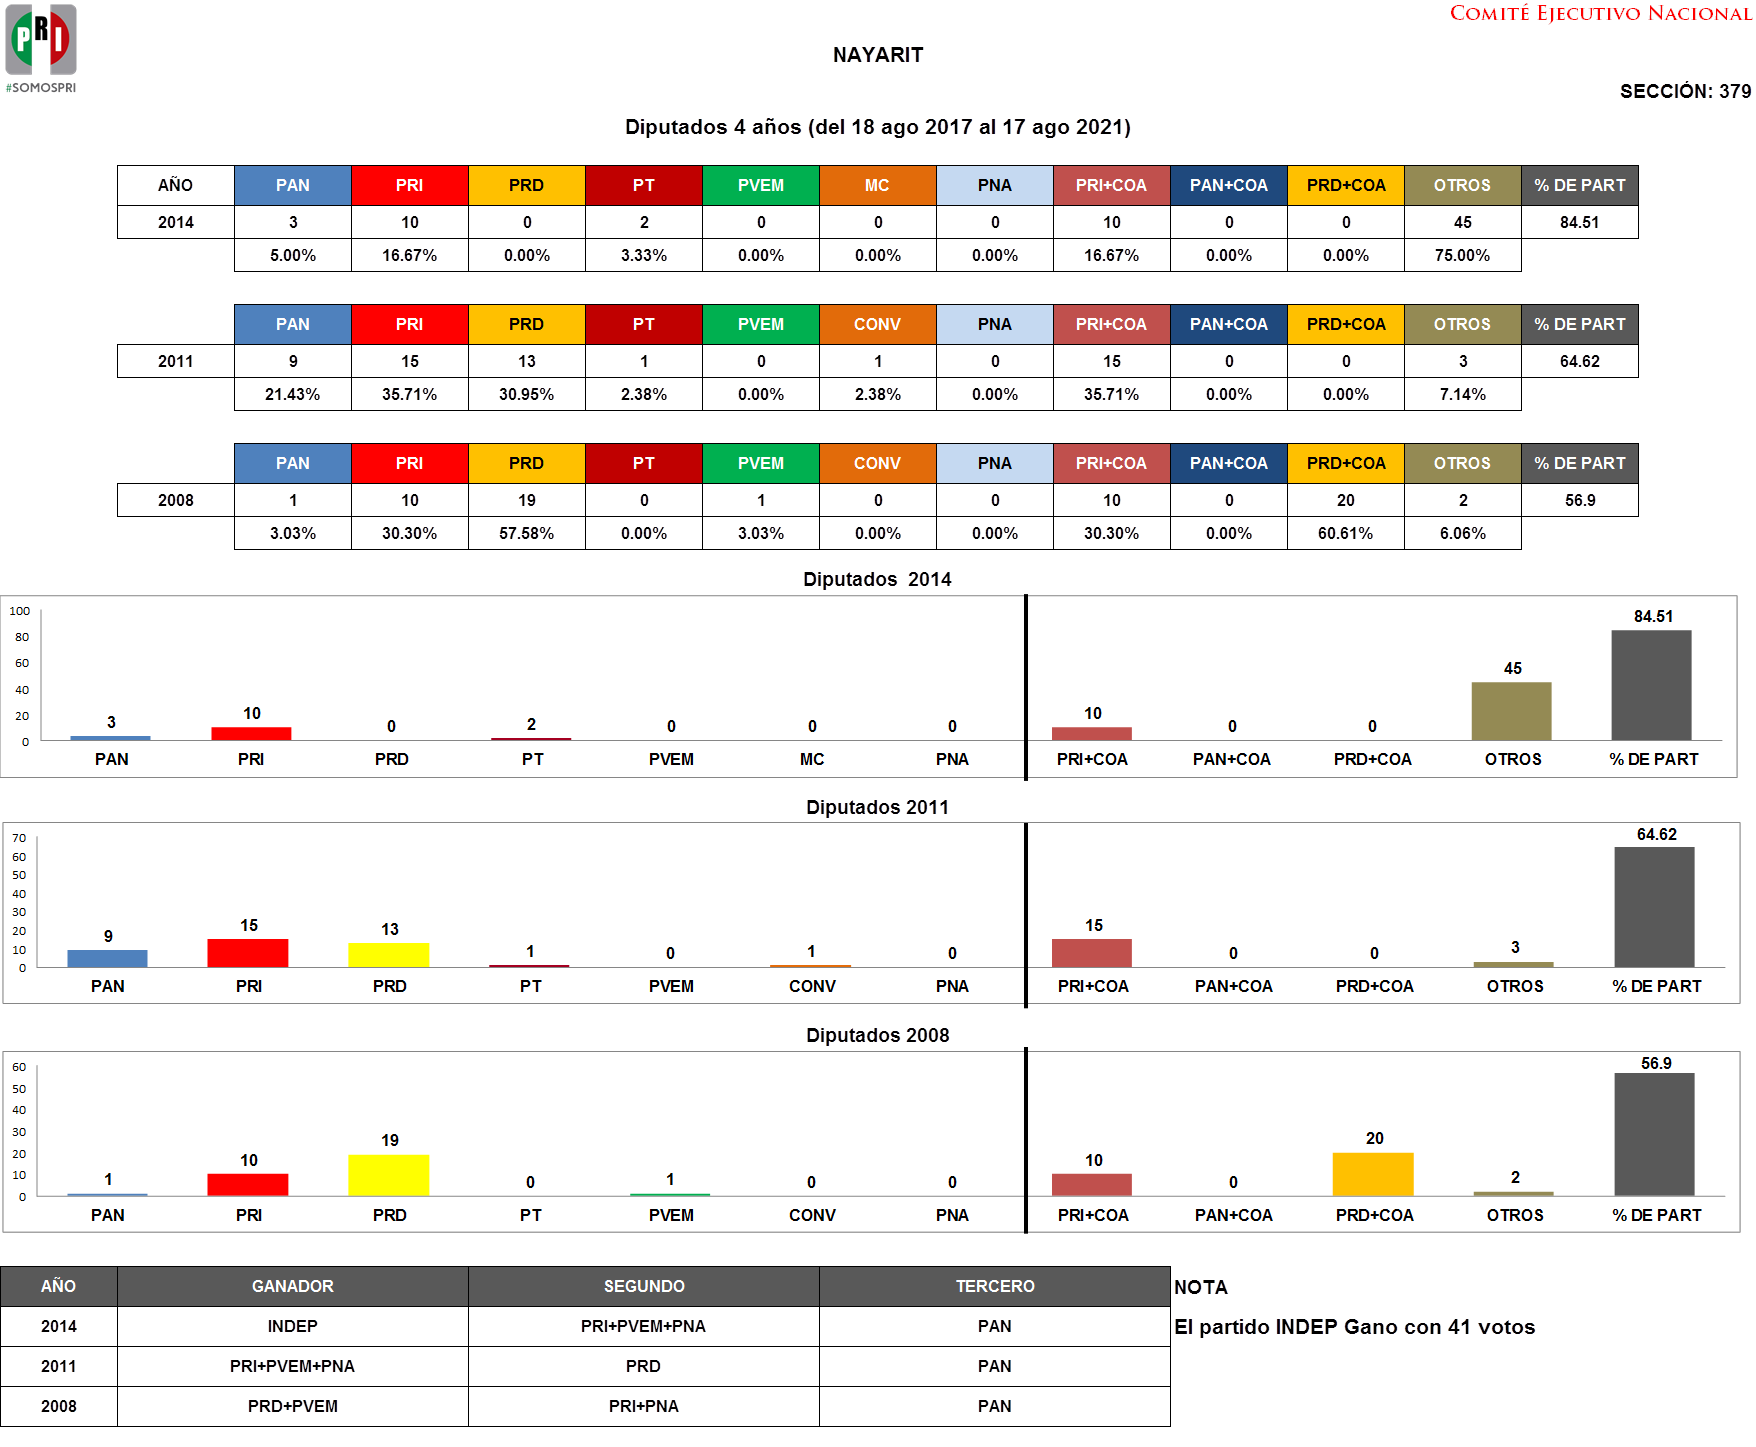 PRI
#SOMOSPRI
COMITÉ EJECUTIVO NACIONAL
NAYARIT
SECCIÓN: 379
Diputados 4 años (del 18 ago 2017 al 17 ago 2021)
AÑO PAN PRI PRD PT PVEM MC PNA PRI+COA PAN+COA PRD+COA OTROS % DE PART
2014 3 10 0 2 0 0 0 10 0 0 45 84.51
5.00% 16.67% 0.00% 3.33% 0.00% 0.00% 0.00% 16.67% 0.00% 0.00% 75.00%
PAN PRI PRD PT PVEM CONV PNA PRI+COA PAN+COA PRD+COA OTROS % DE PART
2011 9 15 13 1 0 1 0 15 0 0 3 64.62
21.43% 35.71% 30.95% 2.38% 0.00% 2.38% 0.00% 35.71% 0.00% 0.00% 7.14%
PAN PRI PRD PT PVEM CONV PNA PRI+COA PAN+COA PRD+COA OTROS % DE PART
2008 1 10 19 0 1 0 0 10 0 20 2 56.9
3.03% 30.30% 57.58% 0.00% 3.03% 0.00% 0.00% 30.30% 0.00% 60.61% 6.06%
Diputados 2014
100
80
60
40
20
0
3 10 0 2 0 0 0 10 0 0 45 84.51
PAN PRI PRD PT PVEM MC PNA PRI+COA PAN+COA PRD+COA OTROS % DE PART
Diputados 2011
70
60
50
40
30
20
10
0
9 15 13 1 0 1 0 15 0 0 3 64.62
PAN PRI PRD PT PVEM CONV PNA PRI+COA PAN+COA PRD+COA OTROS % DE PART
Diputados 2008
60
50
40
30
20
10
0
1 10 19 0 1 0 0 10 0 20 2 56.9
PAN PRI PRD PT PVEM CONV PNA PRI+COA PAN+COA PRD+COA OTROS % DE PART
AÑO GANADOR SEGUNDO TERCERO NOTA
2014 INDEP PRI+PVEM+PNA PAN El partido INDEP Gano con 41 votos
2011 PRI+PVEM+PNA PRD PAN
2008 PRD+PVEM PRI+PNA PAN